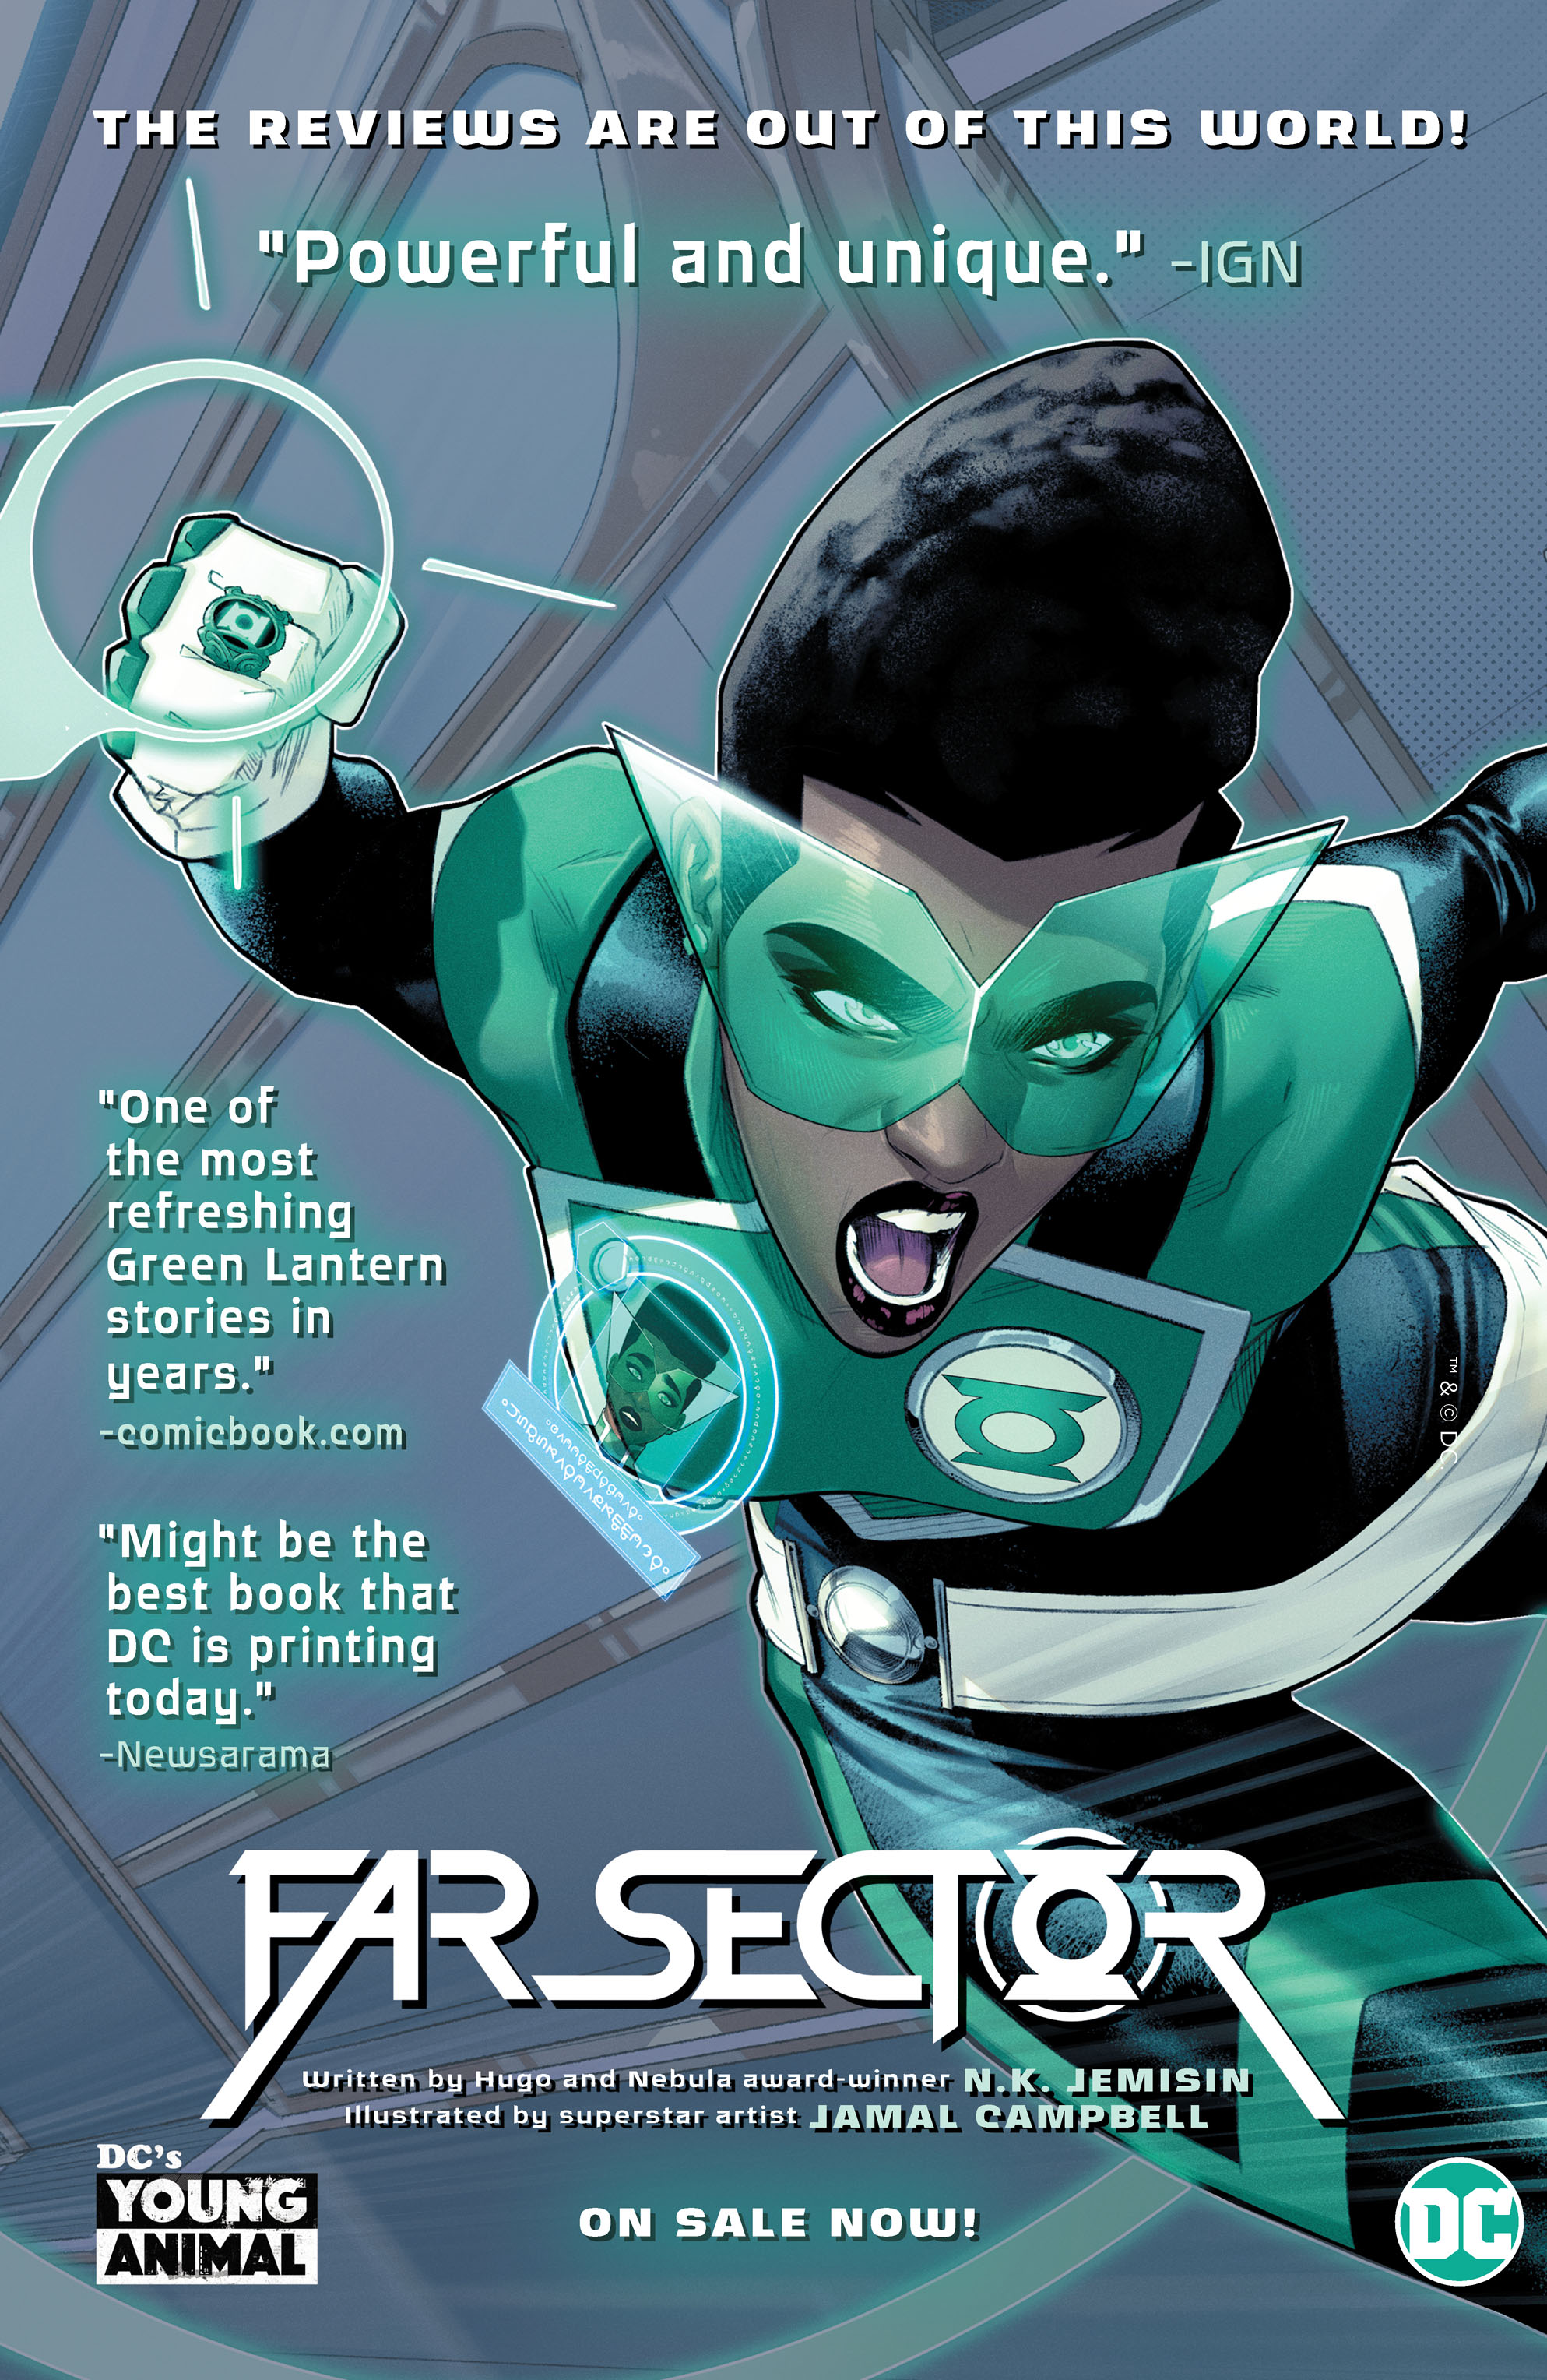 THE REVIEWS ARE OUT OF THIS WORLD!
"Powerful and unique." -IGN
"One of
the most
refreshing
Green Lantern
stories in
years."
-comicbook.com
"Might be the
best book that
DC is printing
today."
-Newsarama
™ & © DC
FAR SECTOR
Written by Hugo and Nebula award-winner N.K. JEMISIN
Illustrated by superstar artist JAMAL CAMPBELL
DC's
YOUNG
ANIMAL
ON SALE NOW!
DC